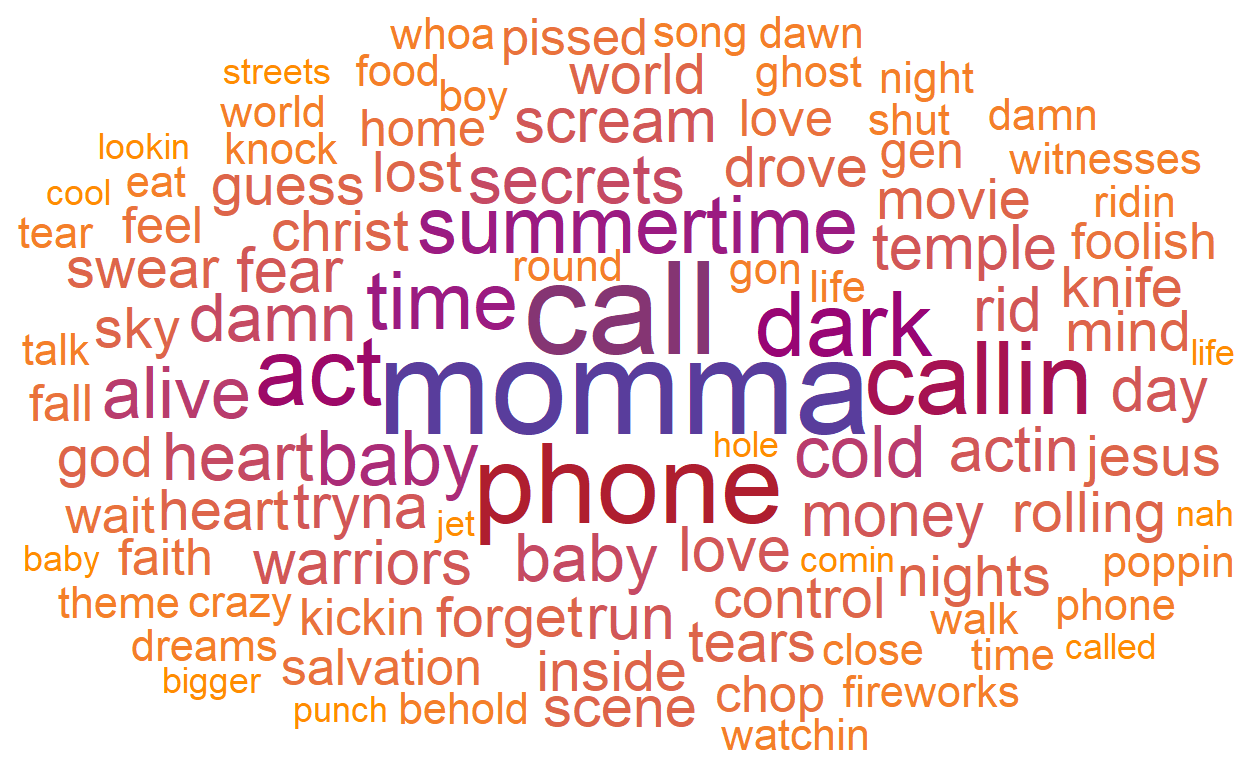 whoa pissed song dawn
streets food world ghost night
world boy home scream love shut damn
lookin knock lost secrets drove gen witnesses
cool eat guess movie ridin
tear feel christ summertime temple foolish
swear fear round gon life rid knife
sky damn time call dark mind
talk life
fall alive act momma callin day
god heart baby hole cold actin jesus
wait heart tryna jet phone money rolling nah
baby faith warriors baby love comin nights poppin
theme crazy kickin forget run control walk phone
dreams salvation inside tears close time called
bigger punch behold scene chop fireworks
watchin